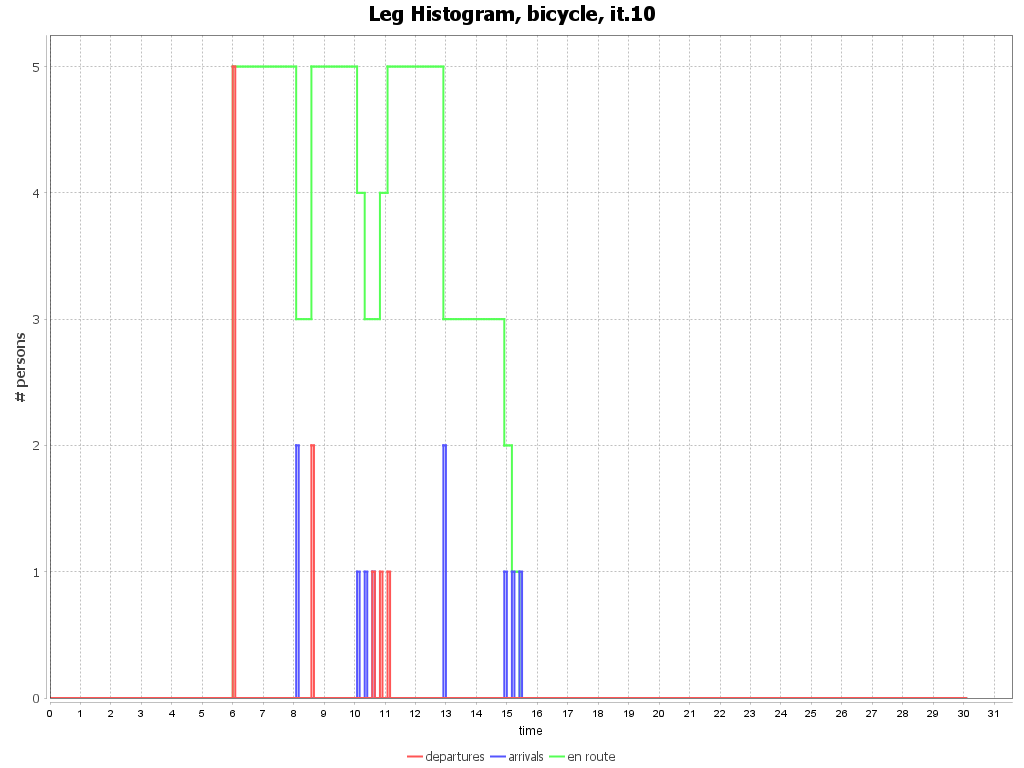 Leg Histogram, bicycle, it.10
# persons
5
4
3
2
1
0
0 1 2 3 4 5 6 7 8 9 10 11 12 13 14 15 16 17 18 19 20 21 22 23 24 25 26 27 28 29 30 31
time
departures arrivals en route